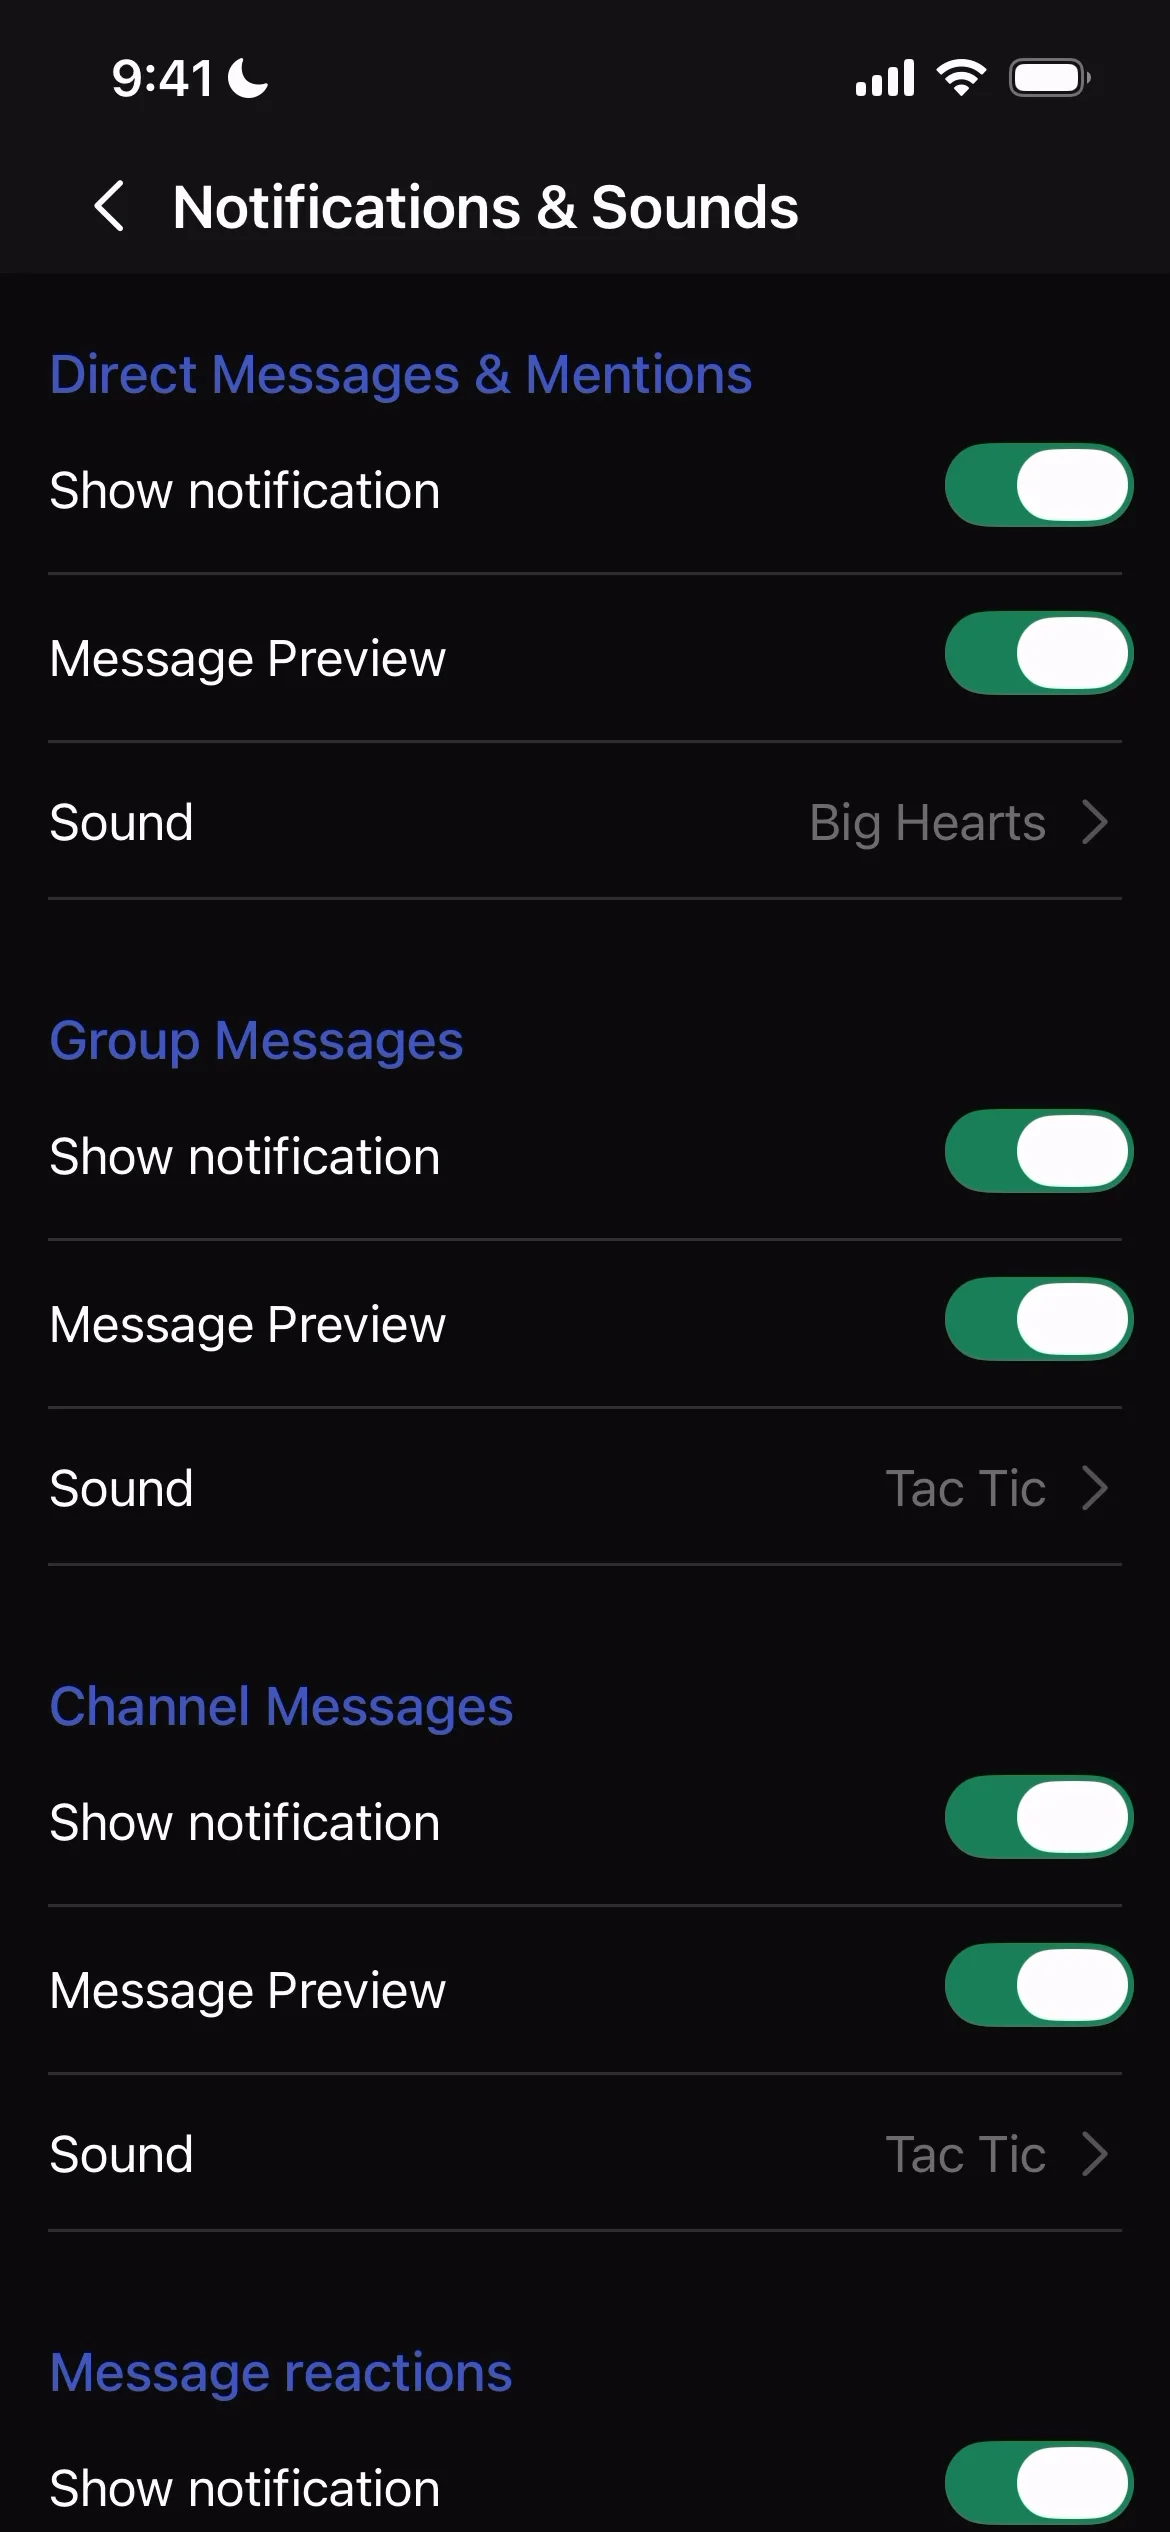 9:41
Notifications & Sounds
Direct Messages & Mentions
Show notification
Message Preview
Sound Big Hearts
Group Messages
Show notification
Message Preview
Sound Tac Tic
Channel Messages
Show notification
Message Preview
Sound Tac Tic
Message reactions
Show notification